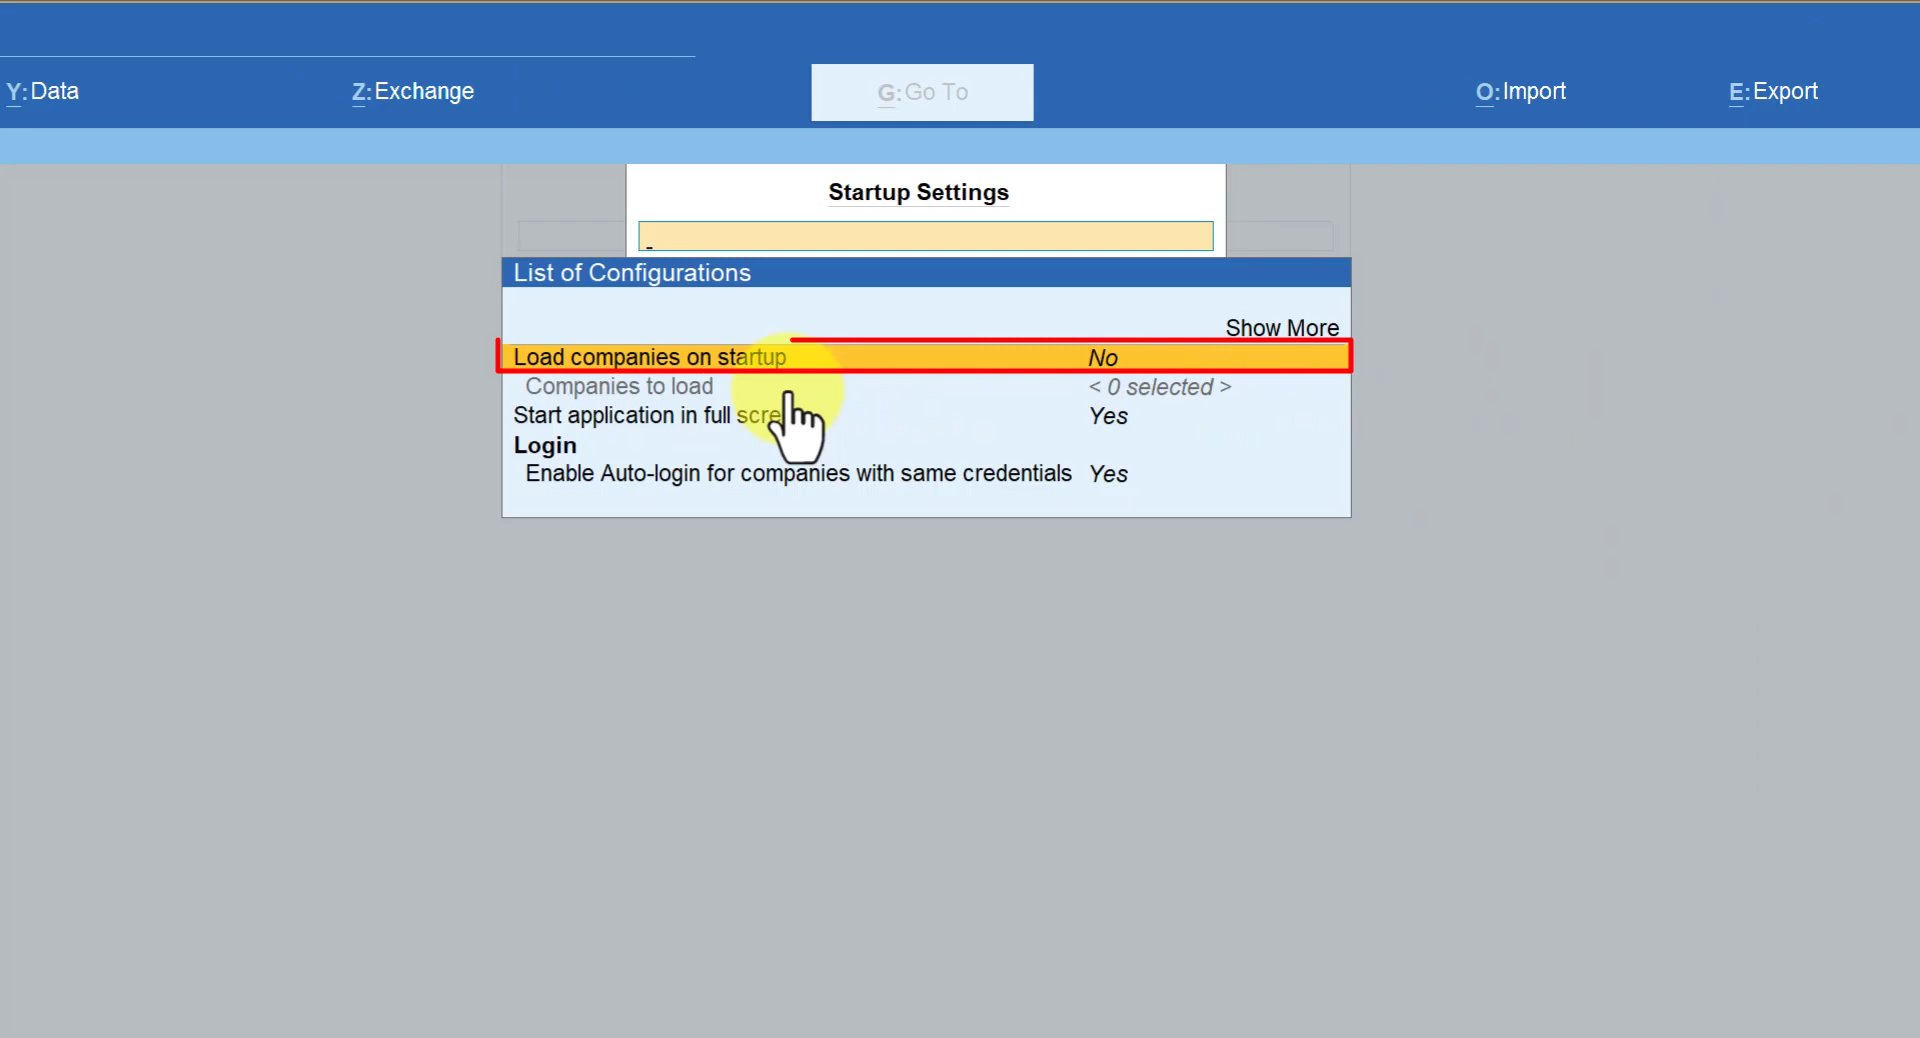 Y:Data Z:Exchange G:Go To O:Import E:Export
Startup Settings
List of Configurations
Show More
Load companies on startup No
Companies to load < 0 selected >
Start application in full scre Yes
Login
Enable Auto-login for companies with same credentials Yes